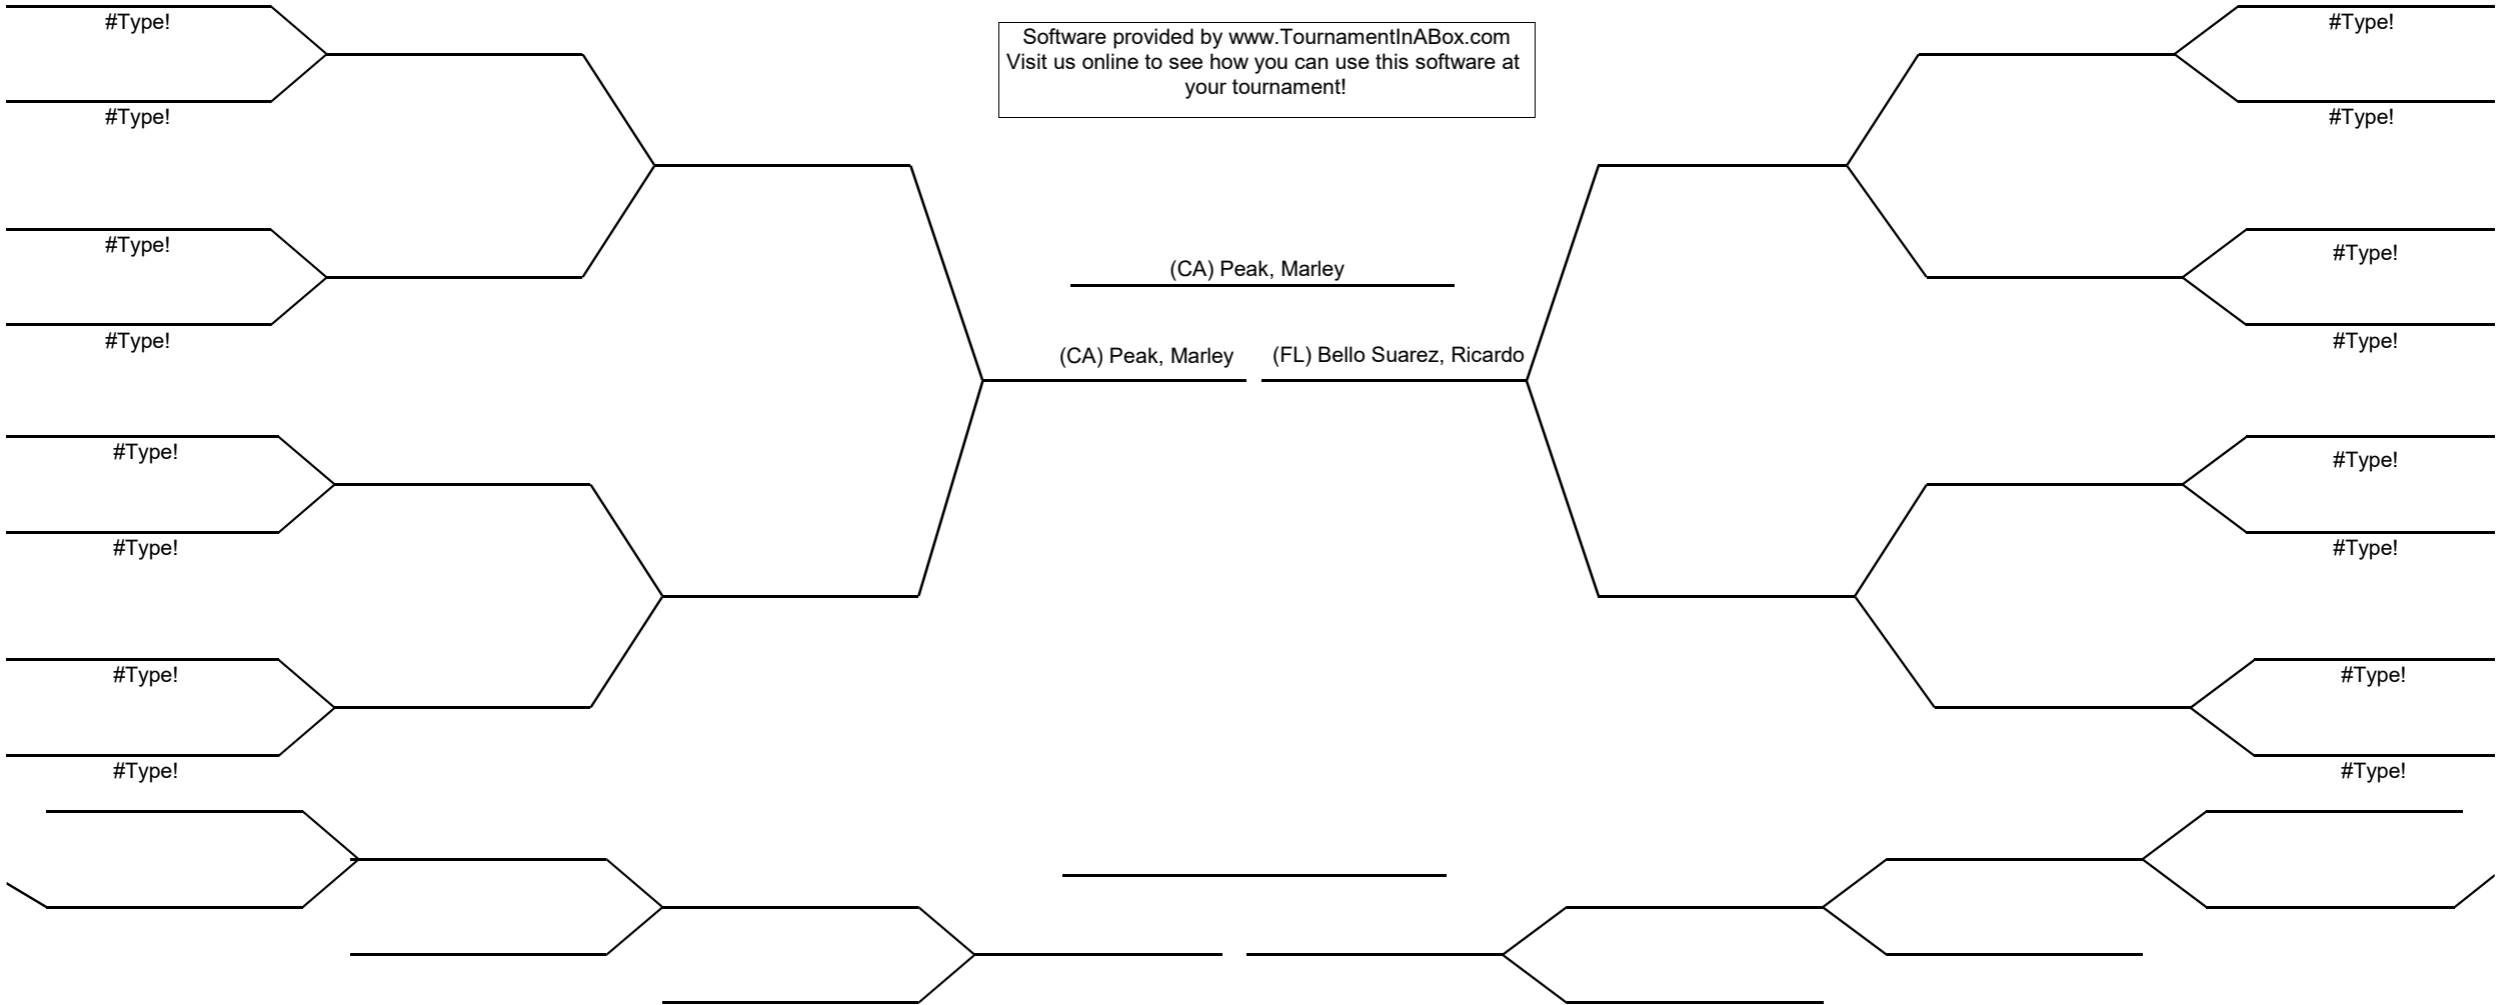 #Type!
#Type!
Software provided by www.TournamentInABox.com
Visit us online to see how you can use this software at
your tournament!
#Type!
#Type!
#Type!
#Type!
(CA) Peak, Marley
#Type!
#Type!
(CA) Peak, Marley
(FL) Bello Suarez, Ricardo
#Type!
#Type!
#Type!
#Type!
#Type!
#Type!
#Type!
#Type!